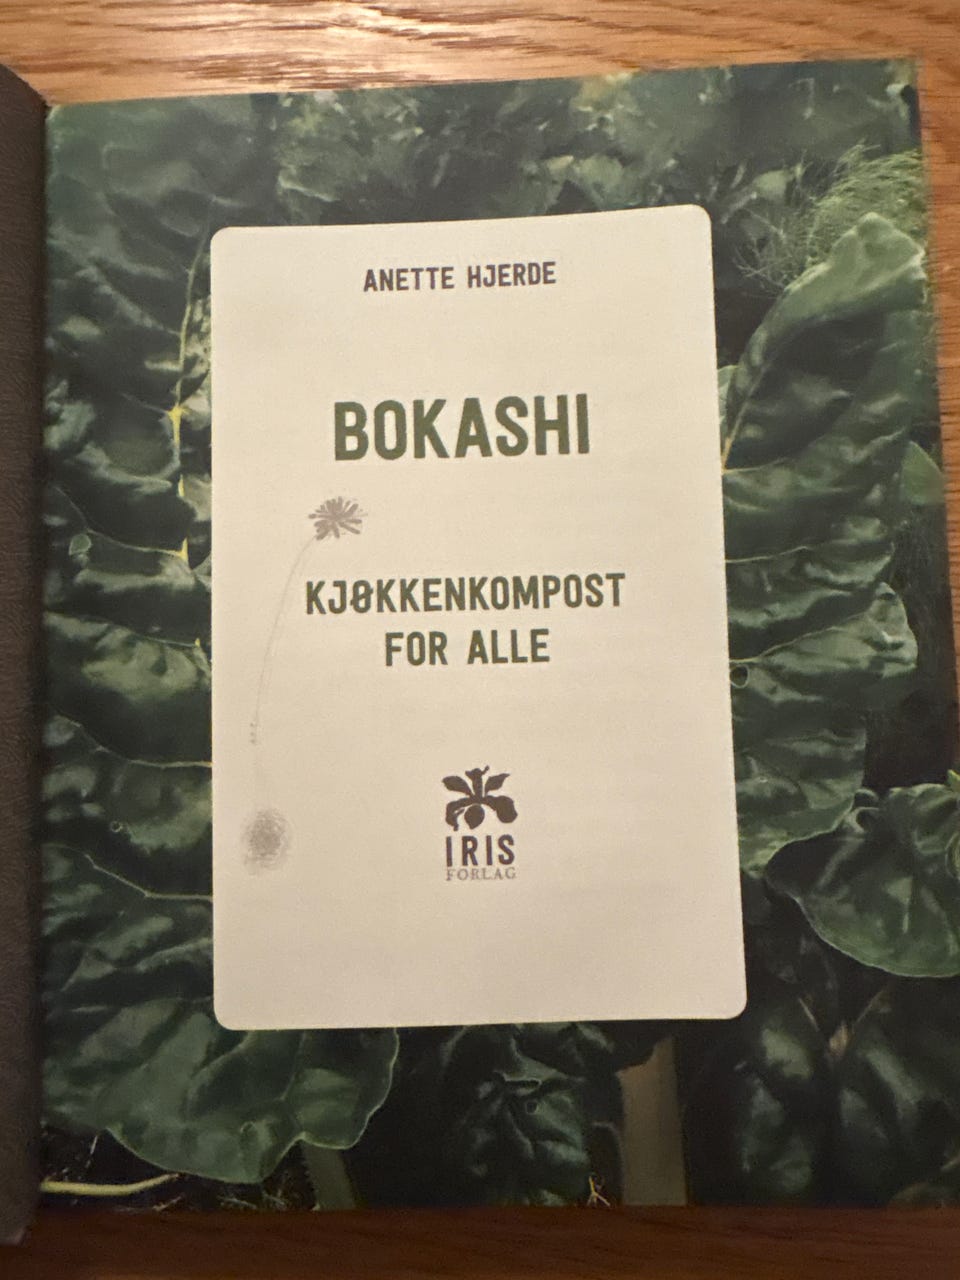 ANETTE HJERDE
BOKASHI
KJØKKENKOMPOST
FOR ALLE
IRIS
FORLAG